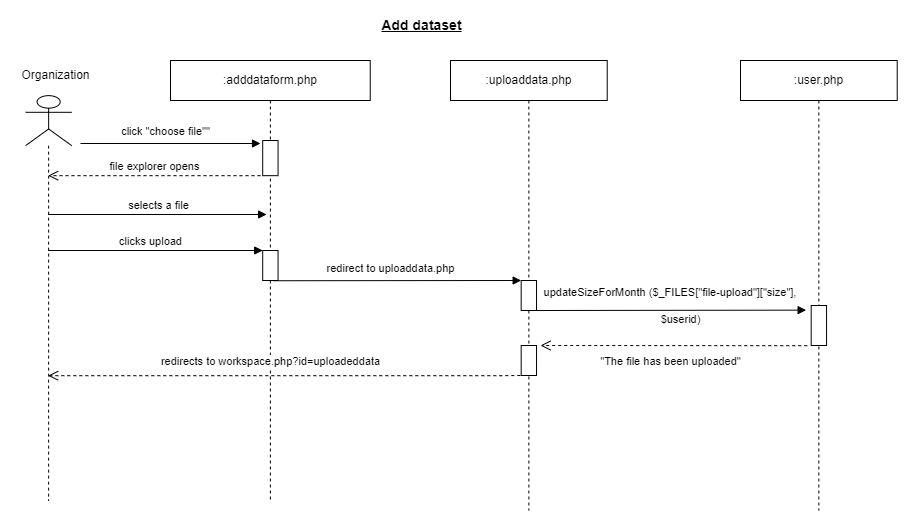 Add dataset
Organization
:adddataform.php
:uploaddata.php
:user.php
click "choose file""
file explorer opens
selects a file
clicks upload
redirect to uploaddata.php
updateSizeForMonth ($_FILES["file-upload"]["size"],
$userid)
"The file has been uploaded"
redirects to workspace.php?id=uploadeddata